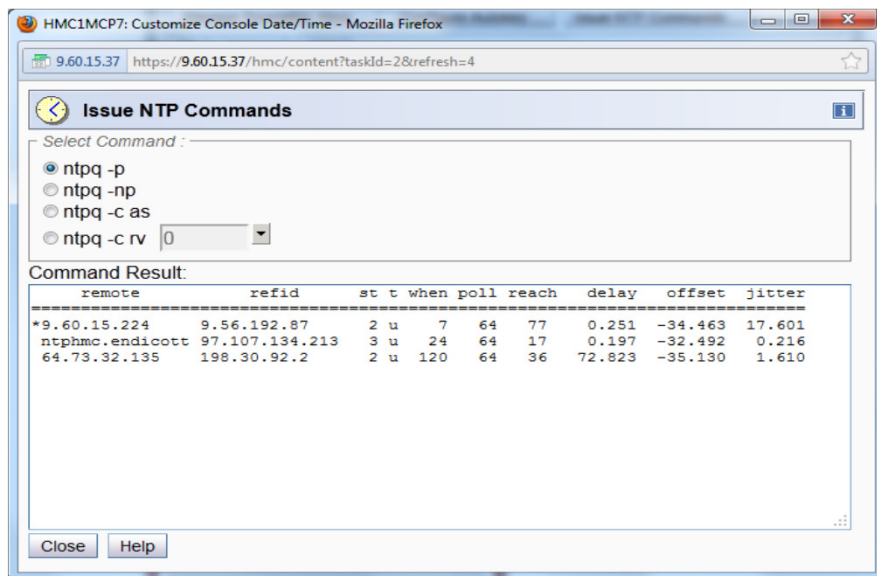 HMC1MCP7: Customize Console Date/Time - Mozilla Firefox
9.60.15.37 https://9.60.15.37/hmc/content?taskId=2&refresh=4
Issue NTP Commands
Select Command :
ntpq -p
ntpq -np
ntpq -c as
ntpq -c rv 0
Command Result:
remote refid st t when poll reach delay offset jitter
==============================================================================
*9.60.15.224 9.56.192.87 2 u 7 64 77 0.251 -34.463 17.601
ntphmc.endicott 97.107.134.213 3 u 24 64 17 0.197 -32.492 0.216
64.73.32.135 198.30.92.2 2 u 120 64 36 72.823 -35.130 1.610
Close Help